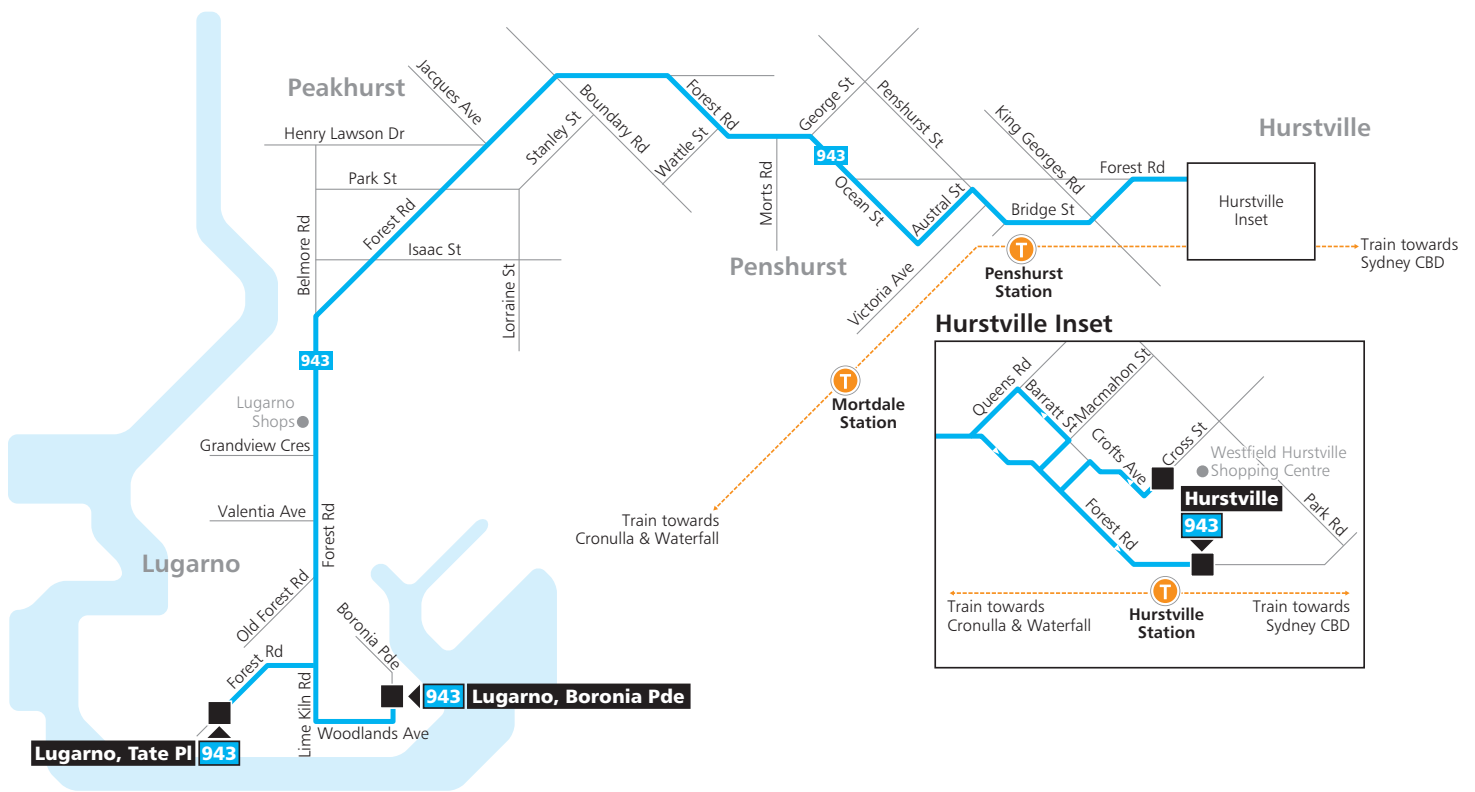 Peakhurst
Jacques Ave
Henry Lawson Dr
Boundary Rd
Stanley St
Forest Rd
Wattle St
George St
Penshurst St
King Georges Rd
Hurstville
Park St
Belmore Rd
Forest Rd
Isaac St
Lorraine St
Morts Rd
943
Ocean St
Austral St
Bridge St
Forest Rd
Hurstville
Inset
Penshurst
Victoria Ave
T
Penshurst
Station
Train towards
Sydney CBD
943
Lugarno
Shops
Grandview Cres
Valentia Ave
Forest Rd
Lugarno
Old Forest Rd
Forest Rd
Lime Kiln Rd
Boronia Pde
943 Lugarno, Boronia Pde
Woodlands Ave
Lugarno, Tate Pl 943
T
Mortdale
Station
Train towards
Cronulla & Waterfall
Hurstville Inset
Queens Rd
Barratt St
Macmahon St
Crofts Ave
Cross St
Westfield Hurstville
Shopping Centre
Hurstville
943
Park Rd
Forest Rd
T
Hurstville
Station
Train towards
Cronulla & Waterfall
Train towards
Sydney CBD